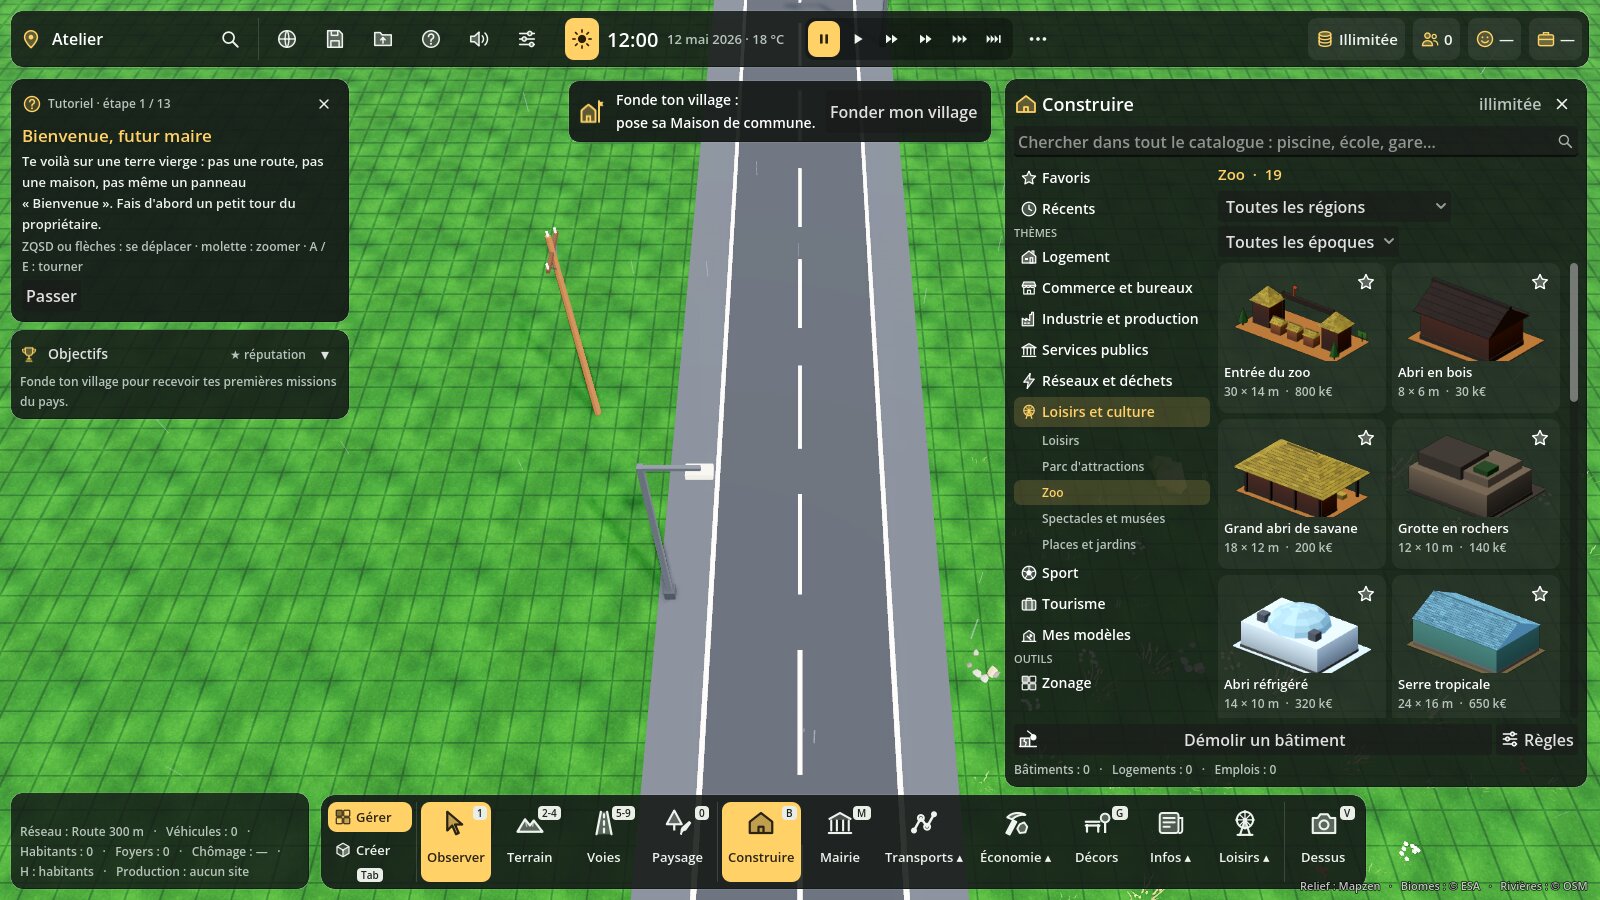 Atelier
12:00 12 mai 2026 · 18 °C
Illimitée
0
—
—
Tutoriel · étape 1 / 13
Bienvenue, futur maire
Te voilà sur une terre vierge : pas une route, pas
une maison, pas même un panneau
« Bienvenue ». Fais d'abord un petit tour du
propriétaire.
ZQSD ou flèches : se déplacer · molette : zoomer · A /
E : tourner
Passer
Objectifs ★ réputation ▼
Fonde ton village pour recevoir tes premières missions
du pays.
Fonde ton village :
pose sa Maison de commune.
Fonder mon village
Construire illimitée
Chercher dans tout le catalogue : piscine, école, gare...
Favoris
Récents
THÈMES
Logement
Commerce et bureaux
Industrie et production
Services publics
Réseaux et déchets
Loisirs et culture
Loisirs
Parc d'attractions
Zoo
Spectacles et musées
Places et jardins
Sport
Tourisme
Mes modèles
OUTILS
Zonage
Zoo · 19
Toutes les régions
Toutes les époques
Entrée du zoo
30 × 14 m · 800 k€
Abri en bois
8 × 6 m · 30 k€
Grand abri de savane
18 × 12 m · 200 k€
Grotte en rochers
12 × 10 m · 140 k€
Abri réfrigéré
14 × 10 m · 320 k€
Serre tropicale
24 × 16 m · 650 k€
Démolir un bâtiment
Règles
Bâtiments : 0 · Logements : 0 · Emplois : 0
Réseau : Route 300 m · Véhicules : 0 ·
Habitants : 0 · Foyers : 0 · Chômage : — ·
H : habitants · Production : aucun site
Gérer
Créer
Tab
1
Observer
2-4
Terrain
5-9
Voies
0
Paysage
B
Construire
M
Mairie
Transports ▴
Économie ▴
G
Décors
Infos ▴
Loisirs ▴
V
Dessus
Relief : Mapzen · Biomes : © ESA · Rivières : © OSM